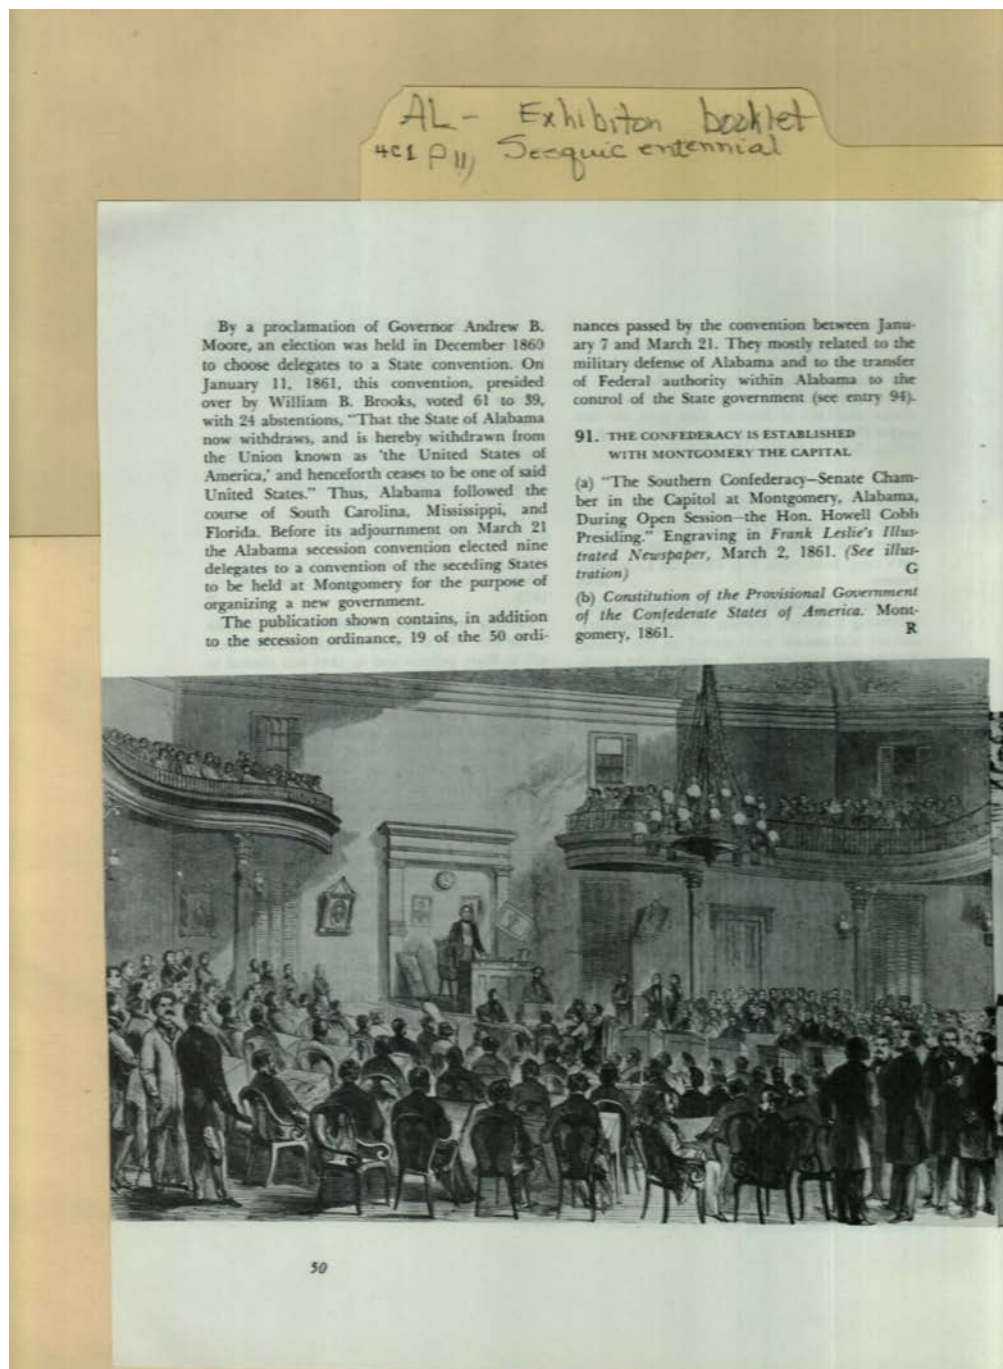 AL- Exhibiton booklet
4C1 P11) Sesquicentennial
By a proclamation of Governor Andrew B.
Moore, an election was held in December 1860
to choose delegates to a State convention. On
January 11, 1861, this convention, presided
over by William B. Brooks, voted 61 to 39,
with 24 abstentions, "That the State of Alabama
now withdraws, and is hereby withdrawn from
the Union known as 'the United States of
America,' and henceforth ceases to be one of said
United States." Thus, Alabama followed the
course of South Carolina, Mississippi, and
Florida. Before its adjournment on March 21
the Alabama secession convention elected nine
delegates to a convention of the seceding States
to be held at Montgomery for the purpose of
organizing a new government.
The publication shown contains, in addition
to the secession ordinance, 19 of the 50 ordi-
nances passed by the convention between Janu-
ary 7 and March 21. They mostly related to the
military defense of Alabama and to the transfer
of Federal authority within Alabama to the
control of the State government (see entry 94).
91. THE CONFEDERACY IS ESTABLISHED
WITH MONTGOMERY THE CAPITAL
(a) "The Southern Confederacy—Senate Cham-
ber in the Capitol at Montgomery, Alabama,
During Open Session—the Hon. Howell Cobb
Presiding." Engraving in Frank Leslie's Illus-
trated Newspaper, March 2, 1861. (See illus-
tration) G
(b) Constitution of the Provisional Government
of the Confederate States of America. Mont-
gomery, 1861. R
50